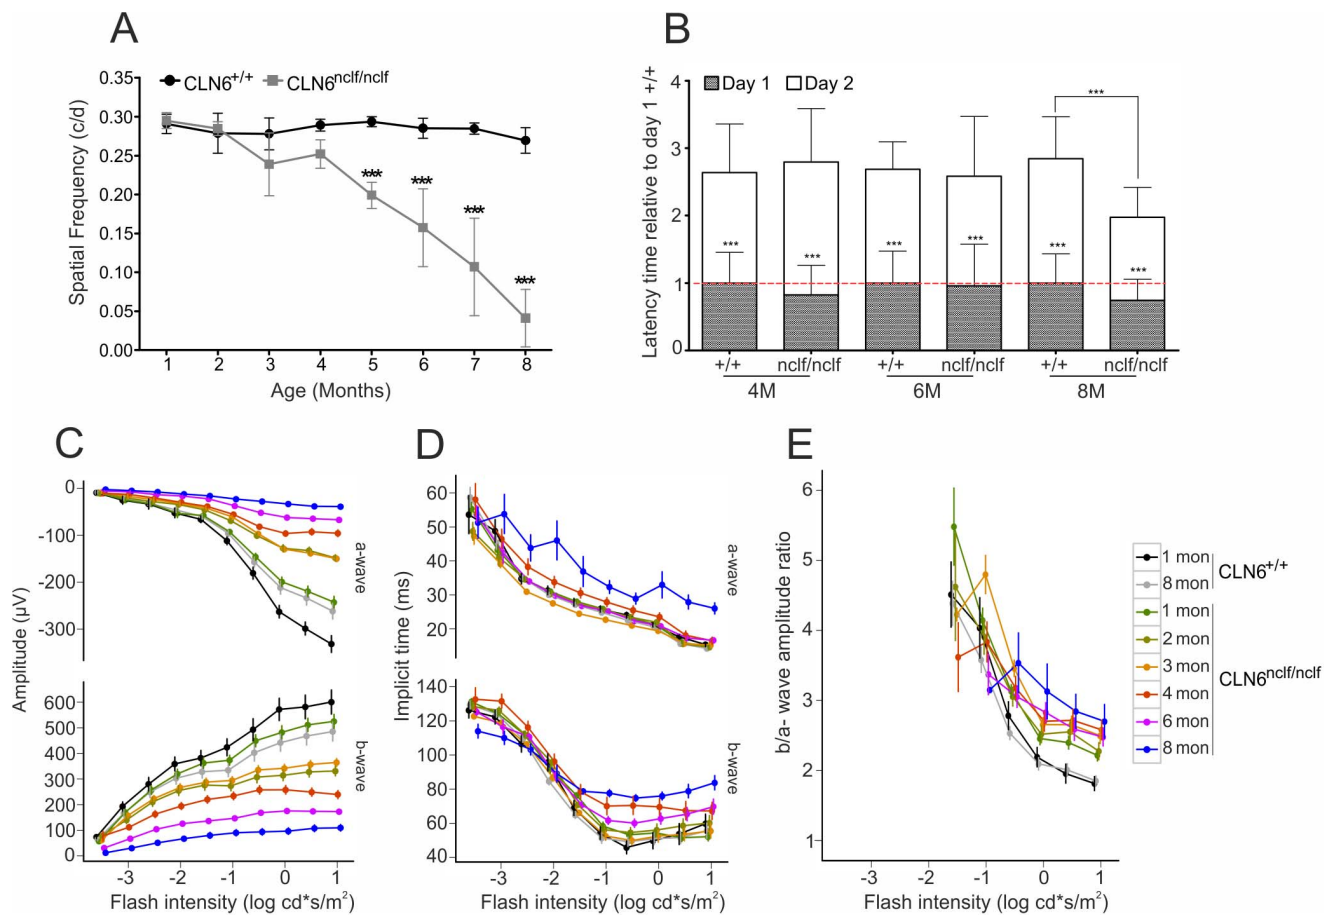 A
CLN6+/+ CLN6nclf/nclf
Spatial Frequency (c/d)
0.35
0.30
0.25
0.20
0.15
0.10
0.05
0.00
***
***
***
***
1 2 3 4 5 6 7 8
Age (Months)
B
Day 1 Day 2
Latency time relative to day 1 +/+
4
3
2
1
0
***
***
***
***
***
***
***
+/+ nclf/nclf +/+ nclf/nclf +/+ nclf/nclf
4M 6M 8M
C
Amplitude (µV)
0
-100
-200
-300
a-wave
600
500
400
300
200
100
0
b-wave
-3 -2 -1 0 1
Flash intensity (log cd*s/m²)
D
Implicit time (ms)
60
50
40
30
20
a-wave
140
120
100
80
60
40
b-wave
-3 -2 -1 0 1
Flash intensity (log cd*s/m²)
E
b/a- wave amplitude ratio
6
5
4
3
2
1
-3 -2 -1 0 1
Flash intensity (log cd*s/m²)
1 mon
8 mon
CLN6+/+
1 mon
2 mon
3 mon
4 mon
6 mon
8 mon
CLN6nclf/nclf